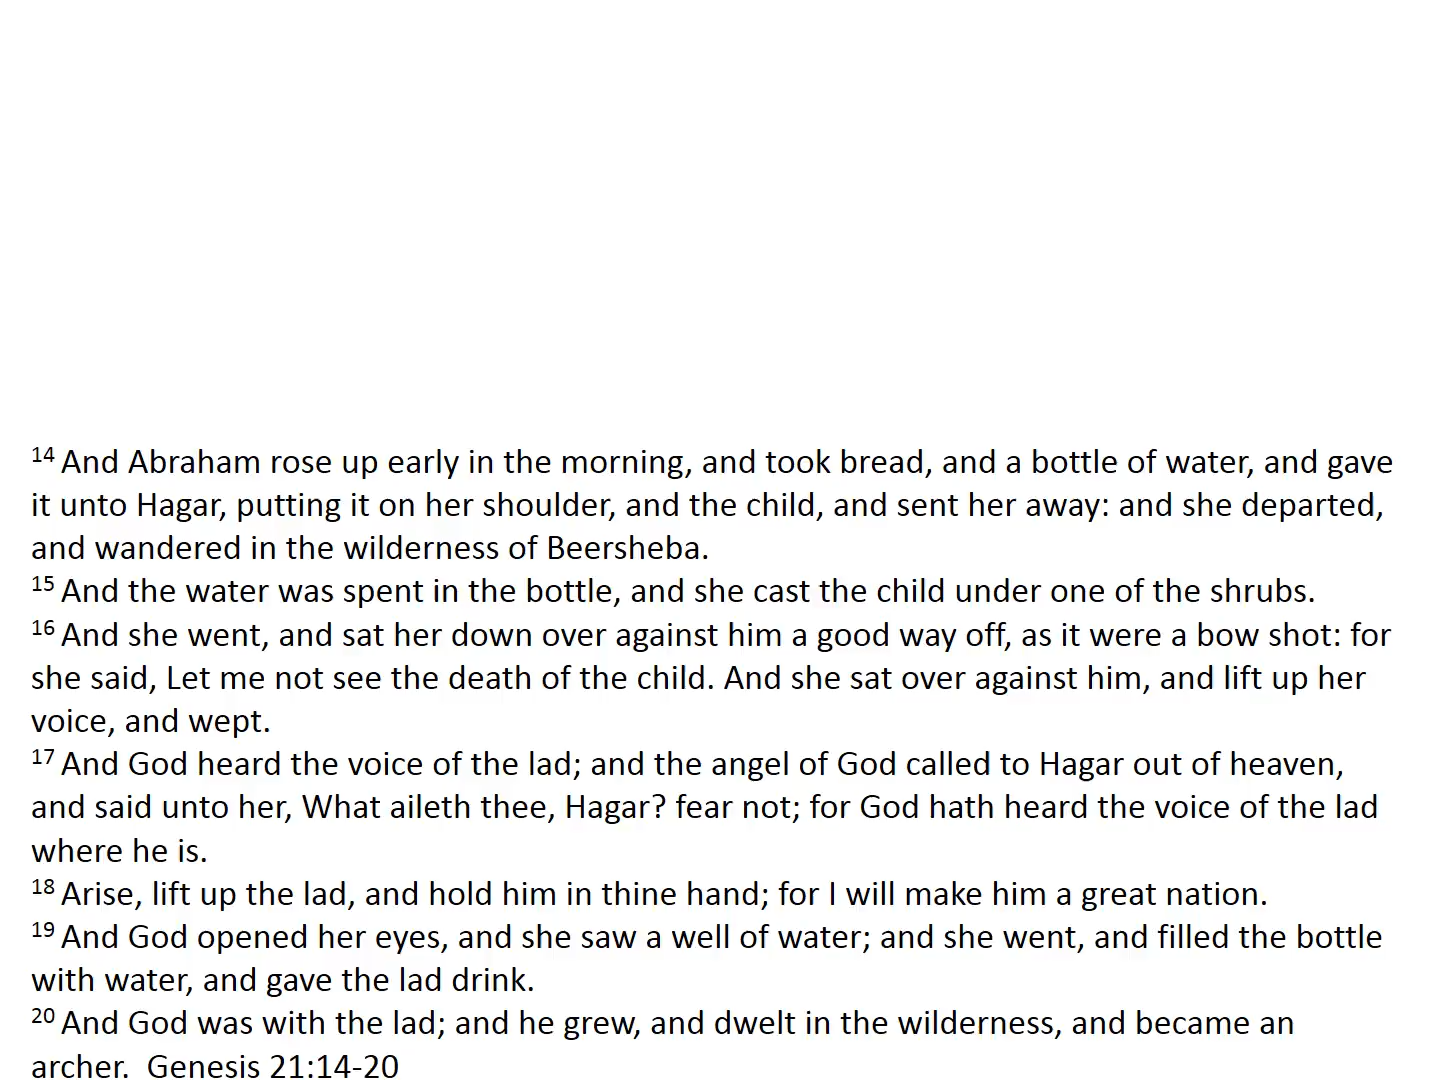 14 And Abraham rose up early in the morning, and took bread, and a bottle of water, and gave
it unto Hagar, putting it on her shoulder, and the child, and sent her away: and she departed,
and wandered in the wilderness of Beersheba.
15 And the water was spent in the bottle, and she cast the child under one of the shrubs.
16 And she went, and sat her down over against him a good way off, as it were a bow shot: for
she said, Let me not see the death of the child. And she sat over against him, and lift up her
voice, and wept.
17 And God heard the voice of the lad; and the angel of God called to Hagar out of heaven,
and said unto her, What aileth thee, Hagar? fear not; for God hath heard the voice of the lad
where he is.
18 Arise, lift up the lad, and hold him in thine hand; for I will make him a great nation.
19 And God opened her eyes, and she saw a well of water; and she went, and filled the bottle
with water, and gave the lad drink.
20 And God was with the lad; and he grew, and dwelt in the wilderness, and became an
archer.  Genesis 21:14-20